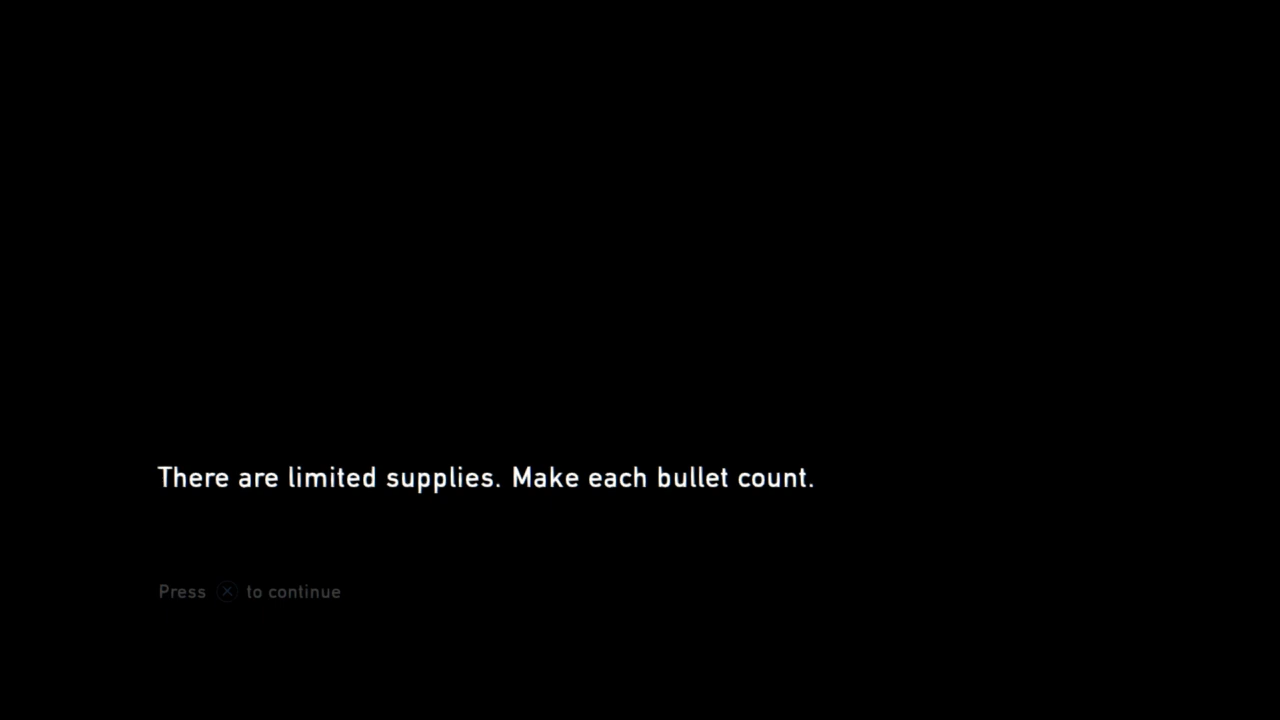 There are limited supplies. Make each bullet count.
Press ⓧ to continue